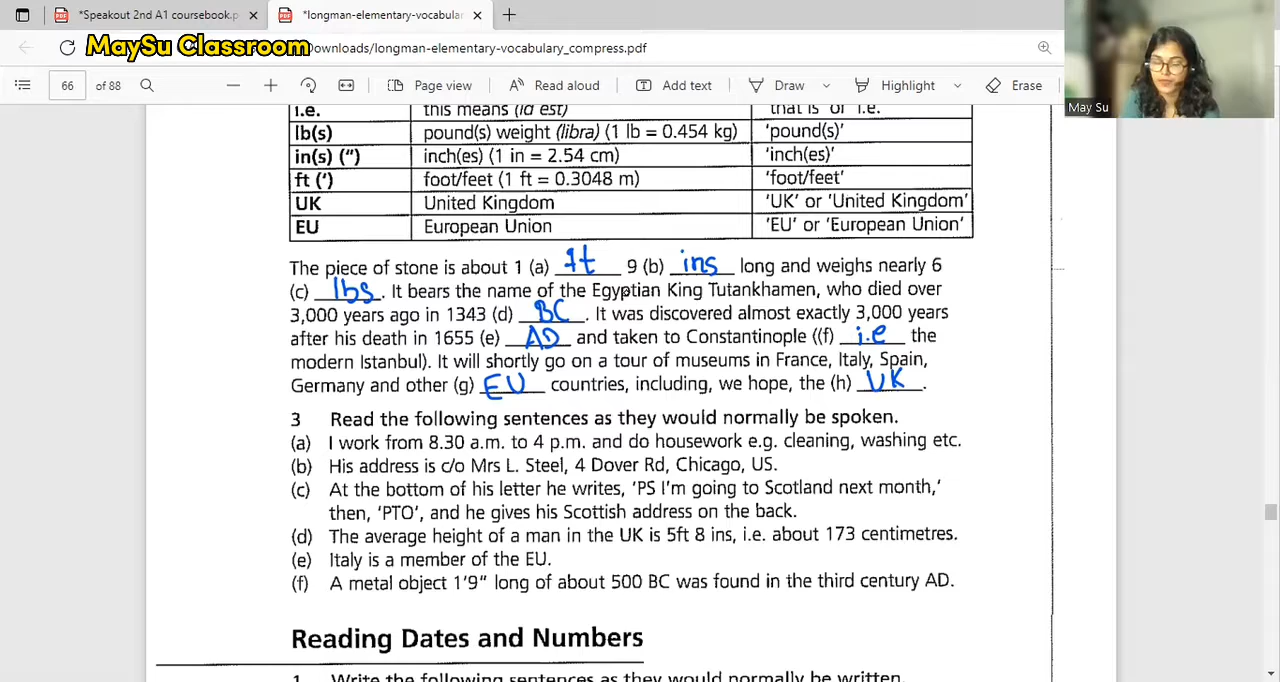 *Speakout 2nd A1 coursebook.p
*longman-elementary-vocabular
MaySu Classroom
Downloads/longman-elementary-vocabulary_compress.pdf
66 of 88
Page view
Read aloud
Add text
Draw
Highlight
Erase
May Su
i.e. this means (id est) 'that is' or 'i.e.'
lb(s) pound(s) weight (libra) (1 lb = 0.454 kg) 'pound(s)'
in(s) (") inch(es) (1 in = 2.54 cm) 'inch(es)'
ft (') foot/feet (1 ft = 0.3048 m) 'foot/feet'
UK United Kingdom 'UK' or 'United Kingdom'
EU European Union 'EU' or 'European Union'
The piece of stone is about 1 (a) ft 9 (b) ins long and weighs nearly 6
(c) lbs. It bears the name of the Egyptian King Tutankhamen, who died over
3,000 years ago in 1343 (d) BC. It was discovered almost exactly 3,000 years
after his death in 1655 (e) AD and taken to Constantinople ((f) i.e the
modern Istanbul). It will shortly go on a tour of museums in France, Italy, Spain,
Germany and other (g) EU countries, including, we hope, the (h) UK.
3 Read the following sentences as they would normally be spoken.
(a) I work from 8.30 a.m. to 4 p.m. and do housework e.g. cleaning, washing etc.
(b) His address is c/o Mrs L. Steel, 4 Dover Rd, Chicago, US.
(c) At the bottom of his letter he writes, 'PS I'm going to Scotland next month,'
then, 'PTO', and he gives his Scottish address on the back.
(d) The average height of a man in the UK is 5ft 8 ins, i.e. about 173 centimetres.
(e) Italy is a member of the EU.
(f) A metal object 1'9" long of about 500 BC was found in the third century AD.
Reading Dates and Numbers
1 Write the following sentences as they would normally be written.